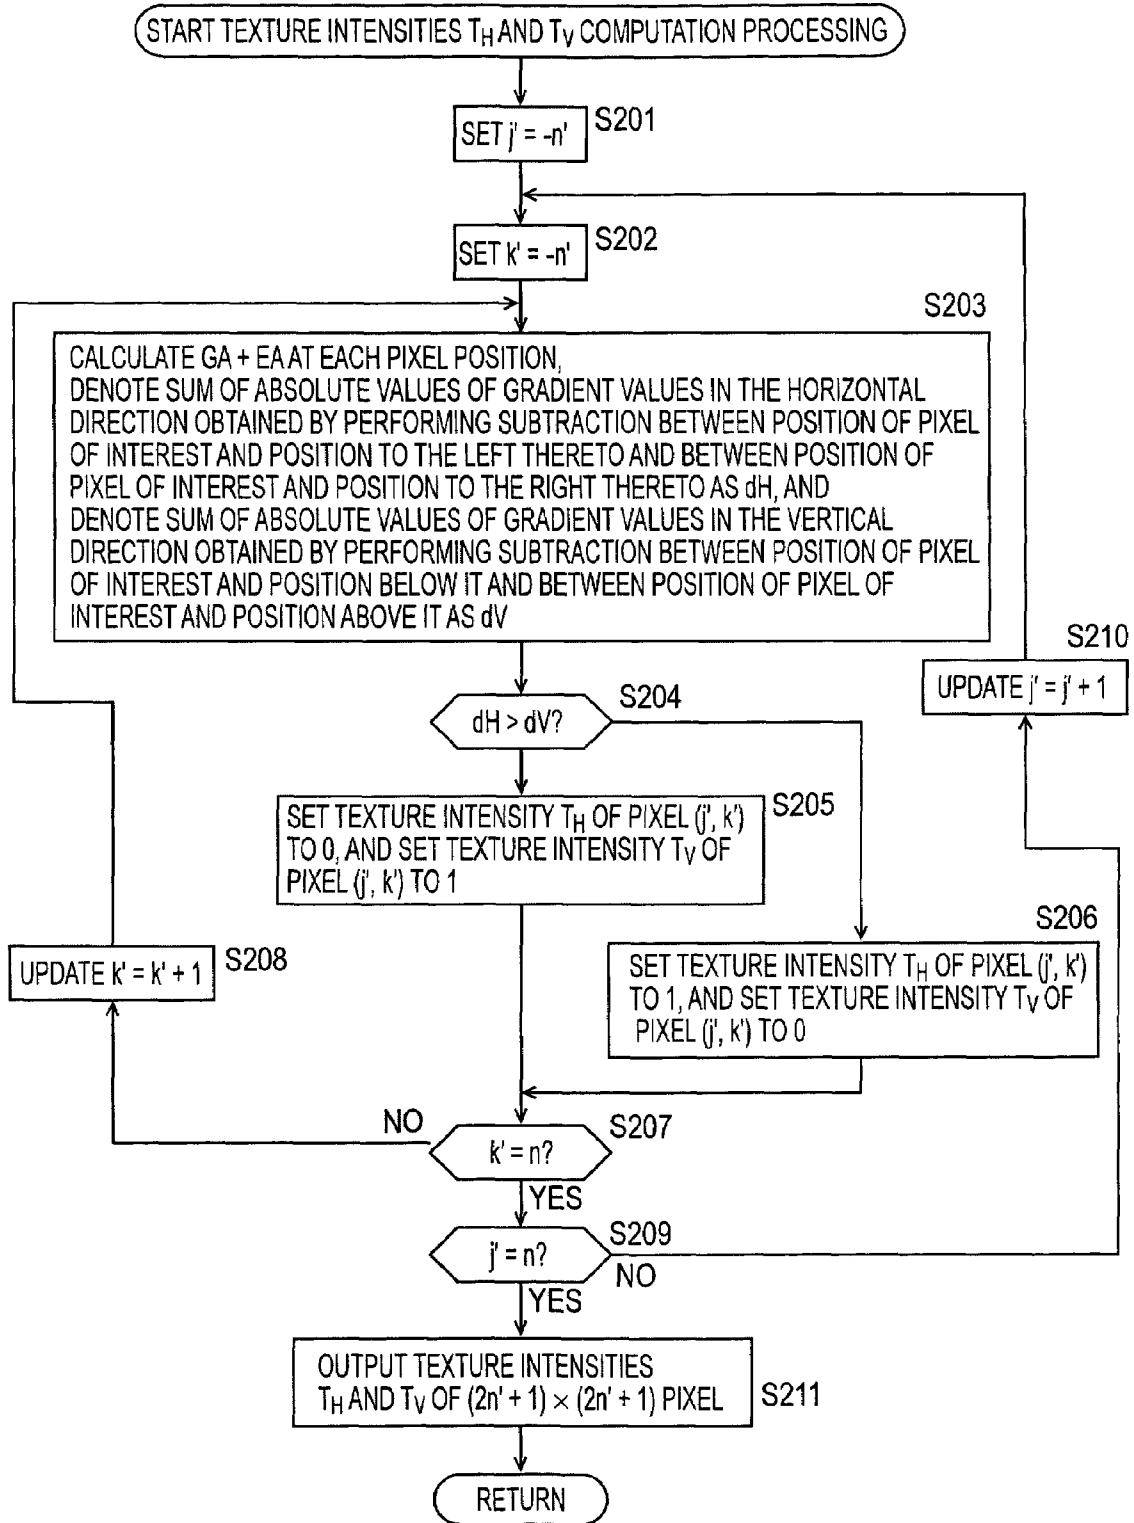 START TEXTURE INTENSITIES TH AND TV COMPUTATION PROCESSING
SET j' = -n'
S201
SET k' = -n'
S202
S203
CALCULATE GA + EA AT EACH PIXEL POSITION,
DENOTE SUM OF ABSOLUTE VALUES OF GRADIENT VALUES IN THE HORIZONTAL
DIRECTION OBTAINED BY PERFORMING SUBTRACTION BETWEEN POSITION OF PIXEL
OF INTEREST AND POSITION TO THE LEFT THERETO AND BETWEEN POSITION OF
PIXEL OF INTEREST AND POSITION TO THE RIGHT THERETO AS dH, AND
DENOTE SUM OF ABSOLUTE VALUES OF GRADIENT VALUES IN THE VERTICAL
DIRECTION OBTAINED BY PERFORMING SUBTRACTION BETWEEN POSITION OF PIXEL
OF INTEREST AND POSITION BELOW IT AND BETWEEN POSITION OF PIXEL OF
INTEREST AND POSITION ABOVE IT AS dV
S210
UPDATE j' = j' + 1
S204
dH > dV?
S205
SET TEXTURE INTENSITY TH OF PIXEL (j', k')
TO 0, AND SET TEXTURE INTENSITY TV OF
PIXEL (j', k') TO 1
S206
SET TEXTURE INTENSITY TH OF PIXEL (j', k')
TO 1, AND SET TEXTURE INTENSITY TV OF
PIXEL (j', k') TO 0
UPDATE k' = k' + 1
S208
NO
S207
k' = n?
YES
S209
j' = n?
NO
YES
OUTPUT TEXTURE INTENSITIES
TH AND TV OF (2n' + 1) × (2n' + 1) PIXEL
S211
RETURN